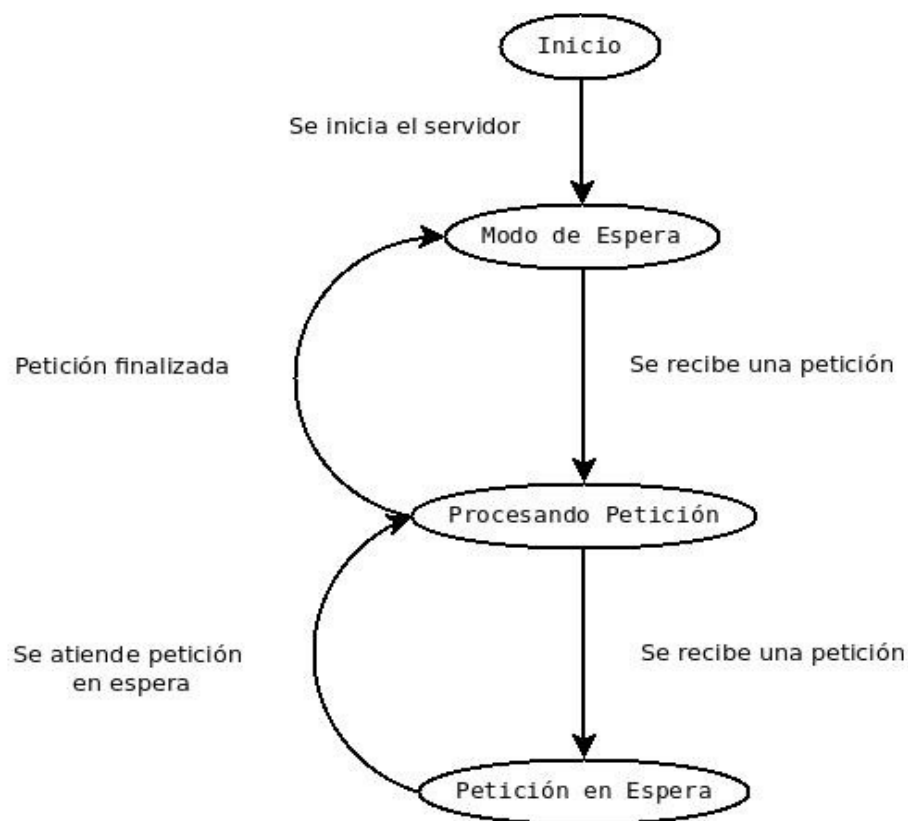 Inicio
Se inicia el servidor
Modo de Espera
Petición finalizada
Se recibe una petición
Procesando Petición
Se atiende petición
en espera
Se recibe una petición
Petición en Espera